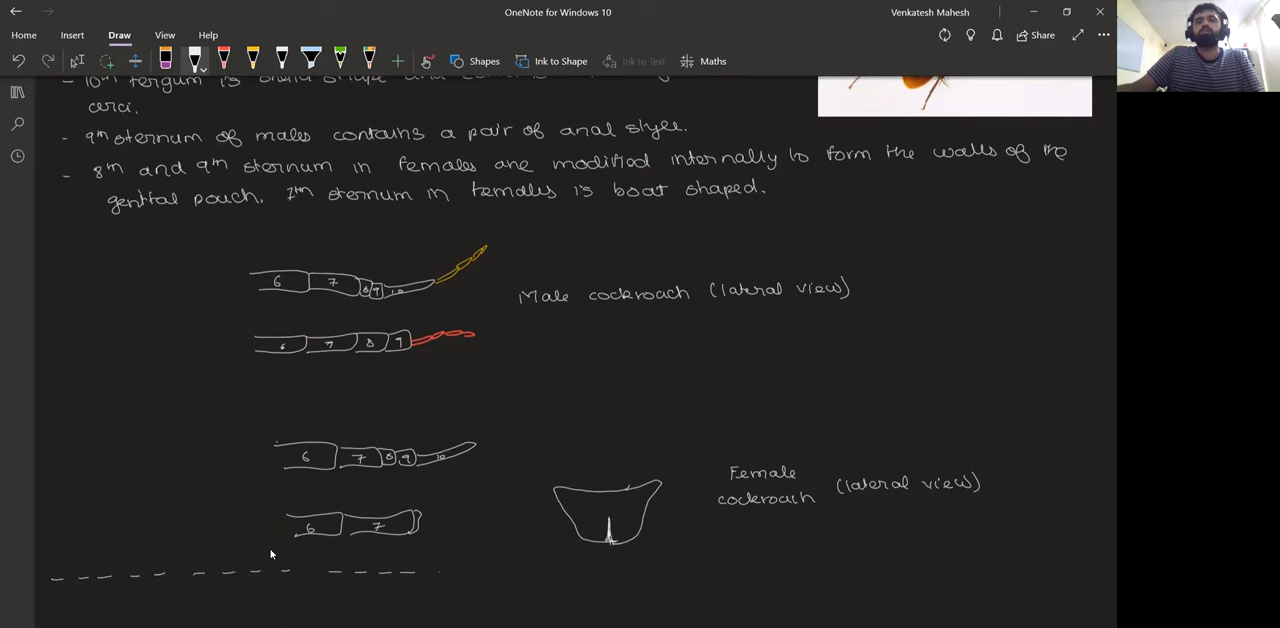 OneNote for Windows 10
Venkatesh Mahesh
Home Insert Draw View Help
Share
Shapes Ink to Shape Ink to Text Maths
- 10th tergum is
cerci.
- 9th sternum of males contains a pair of anal style.
- 8th and 9th sternum in females are modified internally to form the walls of the
genital pouch. 7th sternum in females is boat shaped.
6 7 8 9 10
Male cockroach (lateral view)
6 7 8 9
6 7 8 9 10
Female
cockroach (lateral view)
6 7